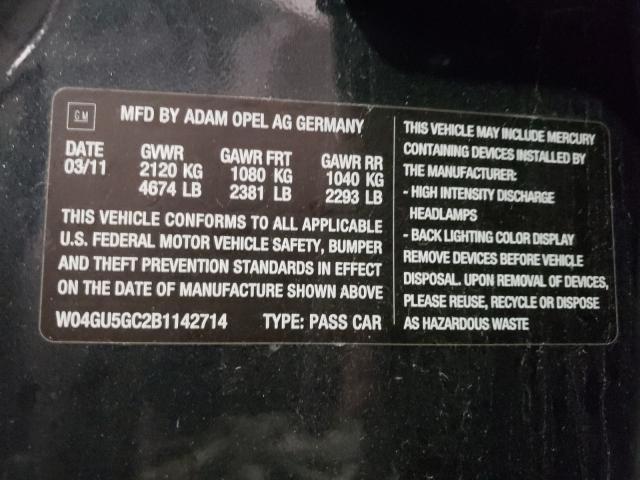 GM
MFD BY ADAM OPEL AG GERMANY
DATE GVWR GAWR FRT GAWR RR
03/11 2120 KG 1080 KG 1040 KG
4674 LB 2381 LB 2293 LB
THIS VEHICLE CONFORMS TO ALL APPLICABLE
U.S. FEDERAL MOTOR VEHICLE SAFETY, BUMPER
AND THEFT PREVENTION STANDARDS IN EFFECT
ON THE DATE OF MANUFACTURE SHOWN ABOVE
W04GU5GC2B1142714 TYPE: PASS CAR
THIS VEHICLE MAY INCLUDE MERCURY
CONTAINING DEVICES INSTALLED BY
THE MANUFACTURER:
- HIGH INTENSITY DISCHARGE
HEADLAMPS
- BACK LIGHTING COLOR DISPLAY
REMOVE DEVICES BEFORE VEHICLE
DISPOSAL. UPON REMOVAL OF DEVICES,
PLEASE REUSE, RECYCLE OR DISPOSE
AS HAZARDOUS WASTE